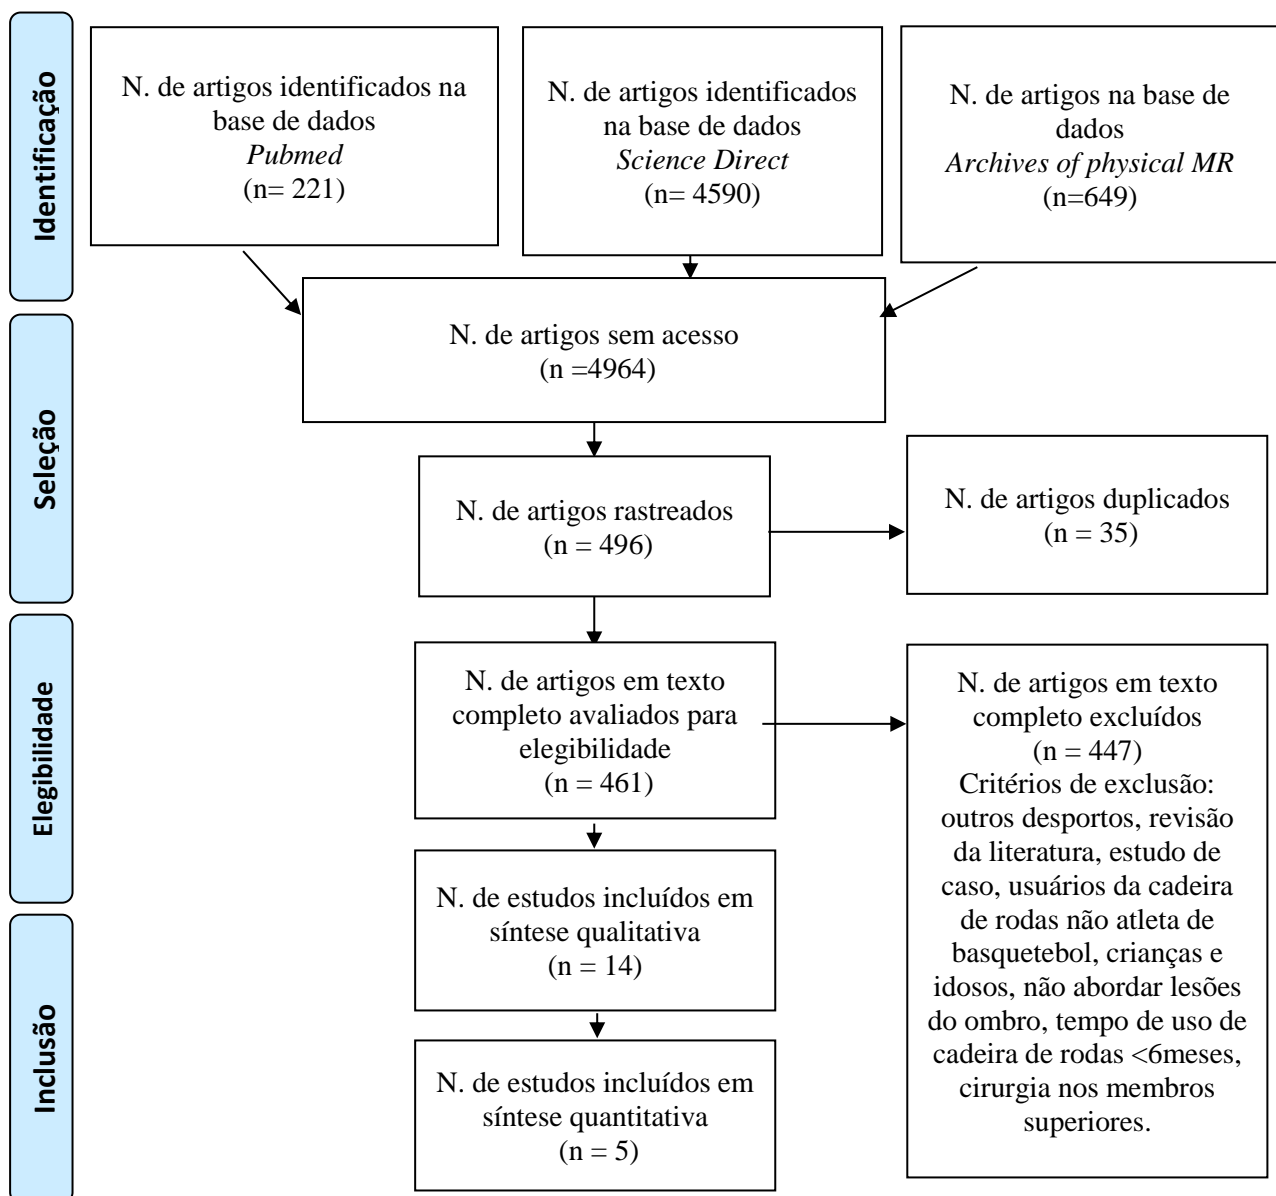 Identificação
N. de artigos identificados na
base de dados
Pubmed
(n= 221)
N. de artigos identificados
na base de dados
Science Direct
(n= 4590)
N. de artigos na base de
dados
Archives of physical MR
(n=649)
N. de artigos sem acesso
(n =4964)
Seleção
N. de artigos rastreados
(n = 496)
N. de artigos duplicados
(n = 35)
Elegibilidade
N. de artigos em texto
completo avaliados para
elegibilidade
(n = 461)
N. de artigos em texto
completo excluídos
(n = 447)
Critérios de exclusão:
outros desportos, revisão
da literatura, estudo de
caso, usuários da cadeira
de rodas não atleta de
basquetebol, crianças e
idosos, não abordar lesões
do ombro, tempo de uso de
cadeira de rodas <6meses,
cirurgia nos membros
superiores.
Inclusão
N. de estudos incluídos em
síntese qualitativa
(n = 14)
N. de estudos incluídos em
síntese quantitativa
(n = 5)